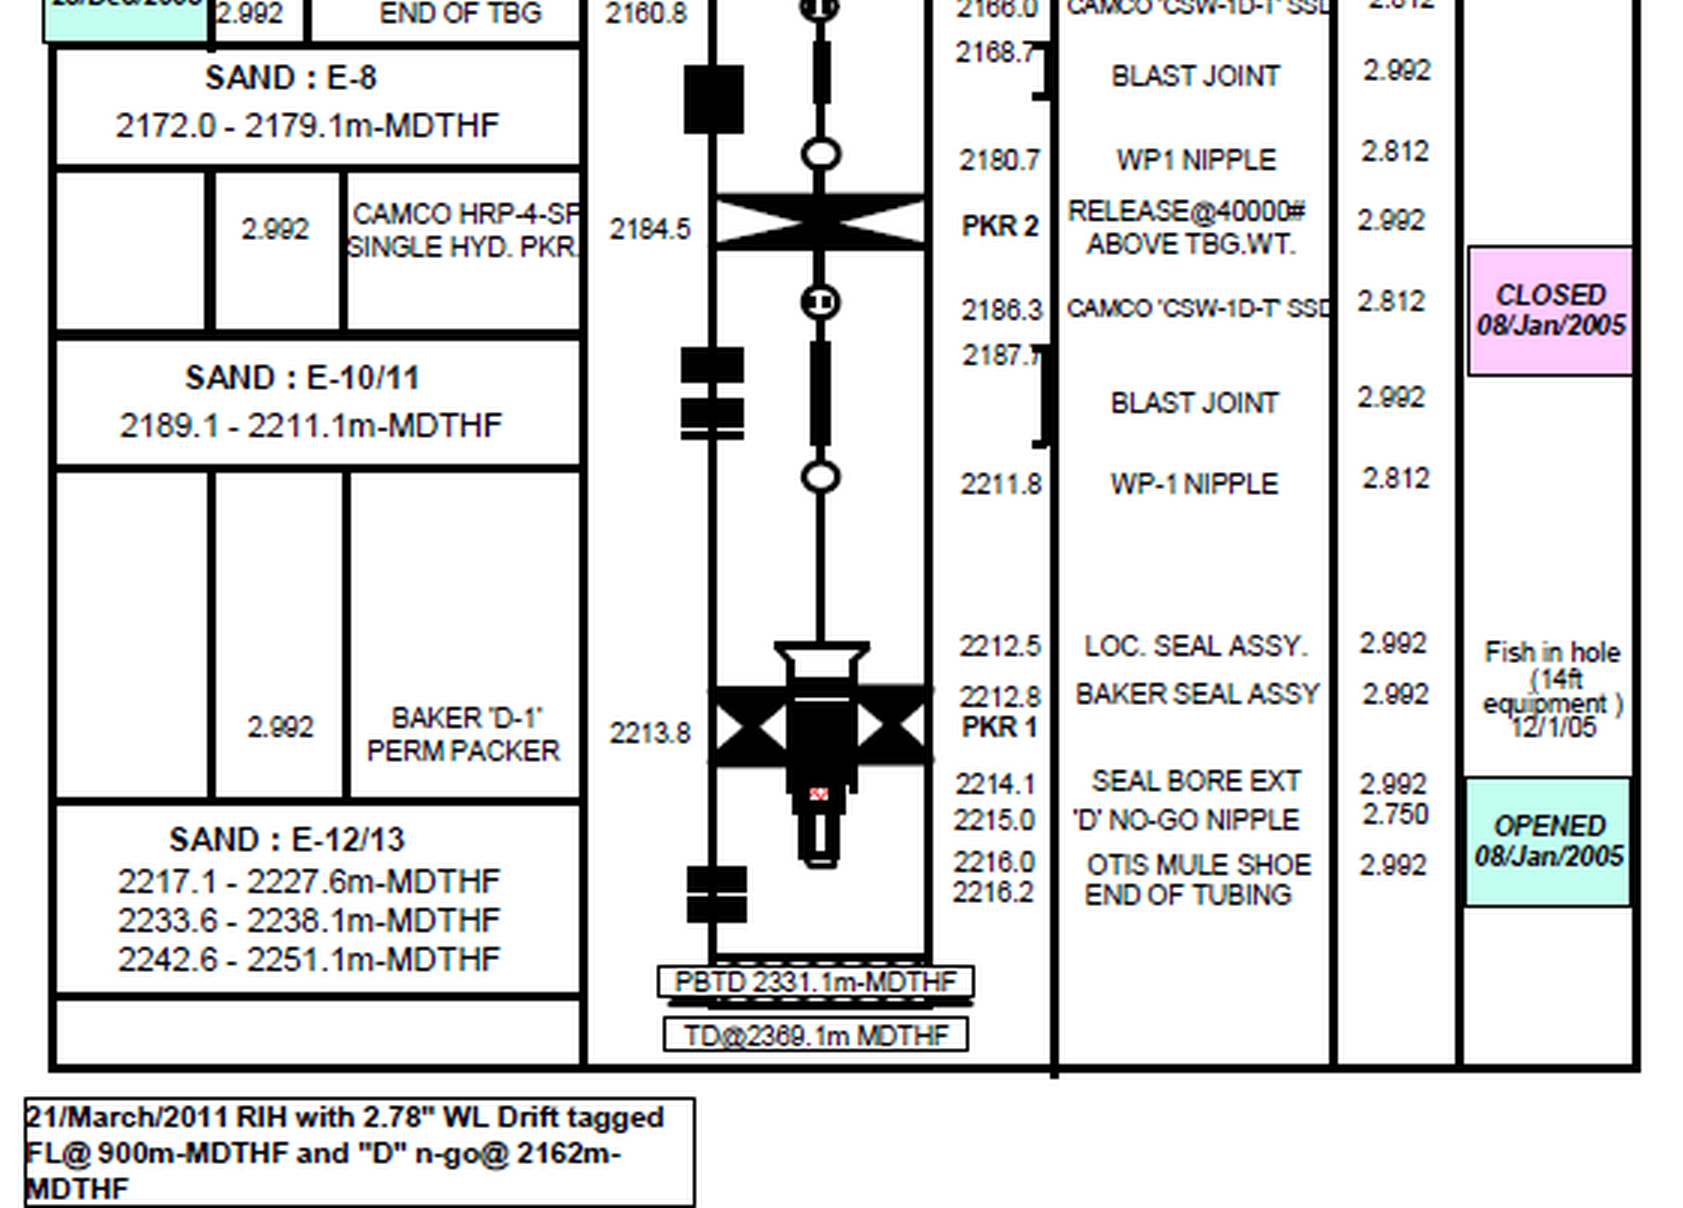 2.992
END OF TBG
2160.8
2166.0
CAMCO 'CSW-1D-T' SSD
2.812
SAND : E-8
2172.0 - 2179.1m-MDTHF
2168.7
BLAST JOINT
2.992
2180.7
WP1 NIPPLE
2.812
2.992
CAMCO HRP-4-SP
SINGLE HYD. PKR.
2184.5
PKR 2
RELEASE@40000#
ABOVE TBG.WT.
2.992
2186.3
CAMCO 'CSW-1D-T' SSD
2.812
CLOSED
08/Jan/2005
SAND : E-10/11
2189.1 - 2211.1m-MDTHF
2187.7
BLAST JOINT
2.992
2211.8
WP-1 NIPPLE
2.812
2212.5
LOC. SEAL ASSY.
2.992
Fish in hole
(14ft
equipment )
12/1/05
2.992
BAKER 'D-1'
PERM PACKER
2213.8
2212.8
BAKER SEAL ASSY
2.992
PKR 1
2214.1
SEAL BORE EXT
2.992
2215.0
'D' NO-GO NIPPLE
2.750
2216.0
OTIS MULE SHOE
2.992
2216.2
END OF TUBING
OPENED
08/Jan/2005
SAND : E-12/13
2217.1 - 2227.6m-MDTHF
2233.6 - 2238.1m-MDTHF
2242.6 - 2251.1m-MDTHF
PBTD 2331.1m-MDTHF
TD@2369.1m MDTHF
21/March/2011 RIH with 2.78" WL Drift tagged
FL@ 900m-MDTHF and "D" n-go@ 2162m-
MDTHF